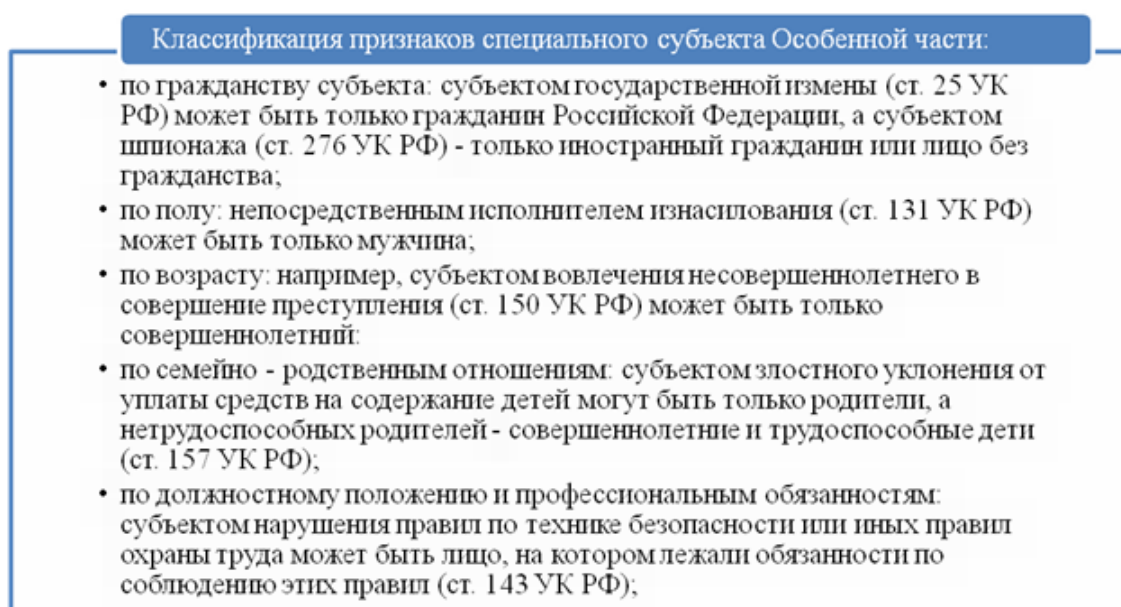 Классификация признаков специального субъекта Особенной части:
• по гражданству субъекта: субъектом государственной измены (ст. 25 УК
РФ) может быть только гражданин Российской Федерации, а субъектом
шпионажа (ст. 276 УК РФ) - только иностранный гражданин или лицо без
гражданства;
• по полу: непосредственным исполнителем изнасилования (ст. 131 УК РФ)
может быть только мужчина;
• по возрасту: например, субъектом вовлечения несовершеннолетнего в
совершение преступления (ст. 150 УК РФ) может быть только
совершеннолетний:
• по семейно - родственным отношениям: субъектом злостного уклонения от
уплаты средств на содержание детей могут быть только родители, а
нетрудоспособных родителей - совершеннолетние и трудоспособные дети
(ст. 157 УК РФ);
• по должностному положению и профессиональным обязанностям:
субъектом нарушения правил по технике безопасности или иных правил
охраны труда может быть лицо, на котором лежали обязанности по
соблюдению этих правил (ст. 143 УК РФ);